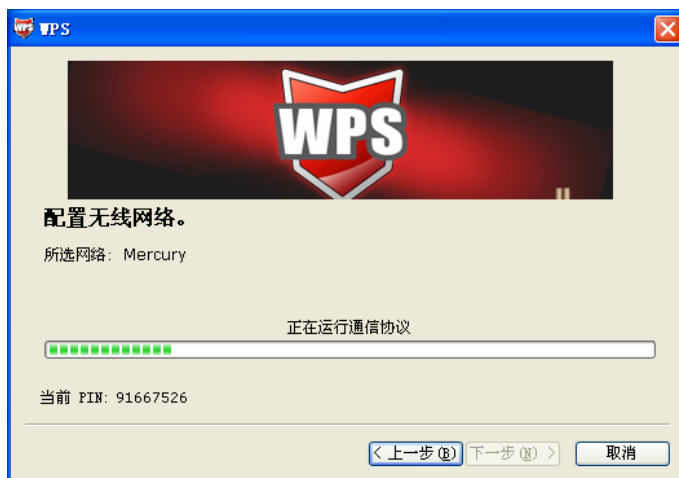 WPS
WPS
配置无线网络。
所选网络: Mercury
正在运行通信协议
当前 PIN: 91667526
< 上一步(B) 下一步(N) > 取消